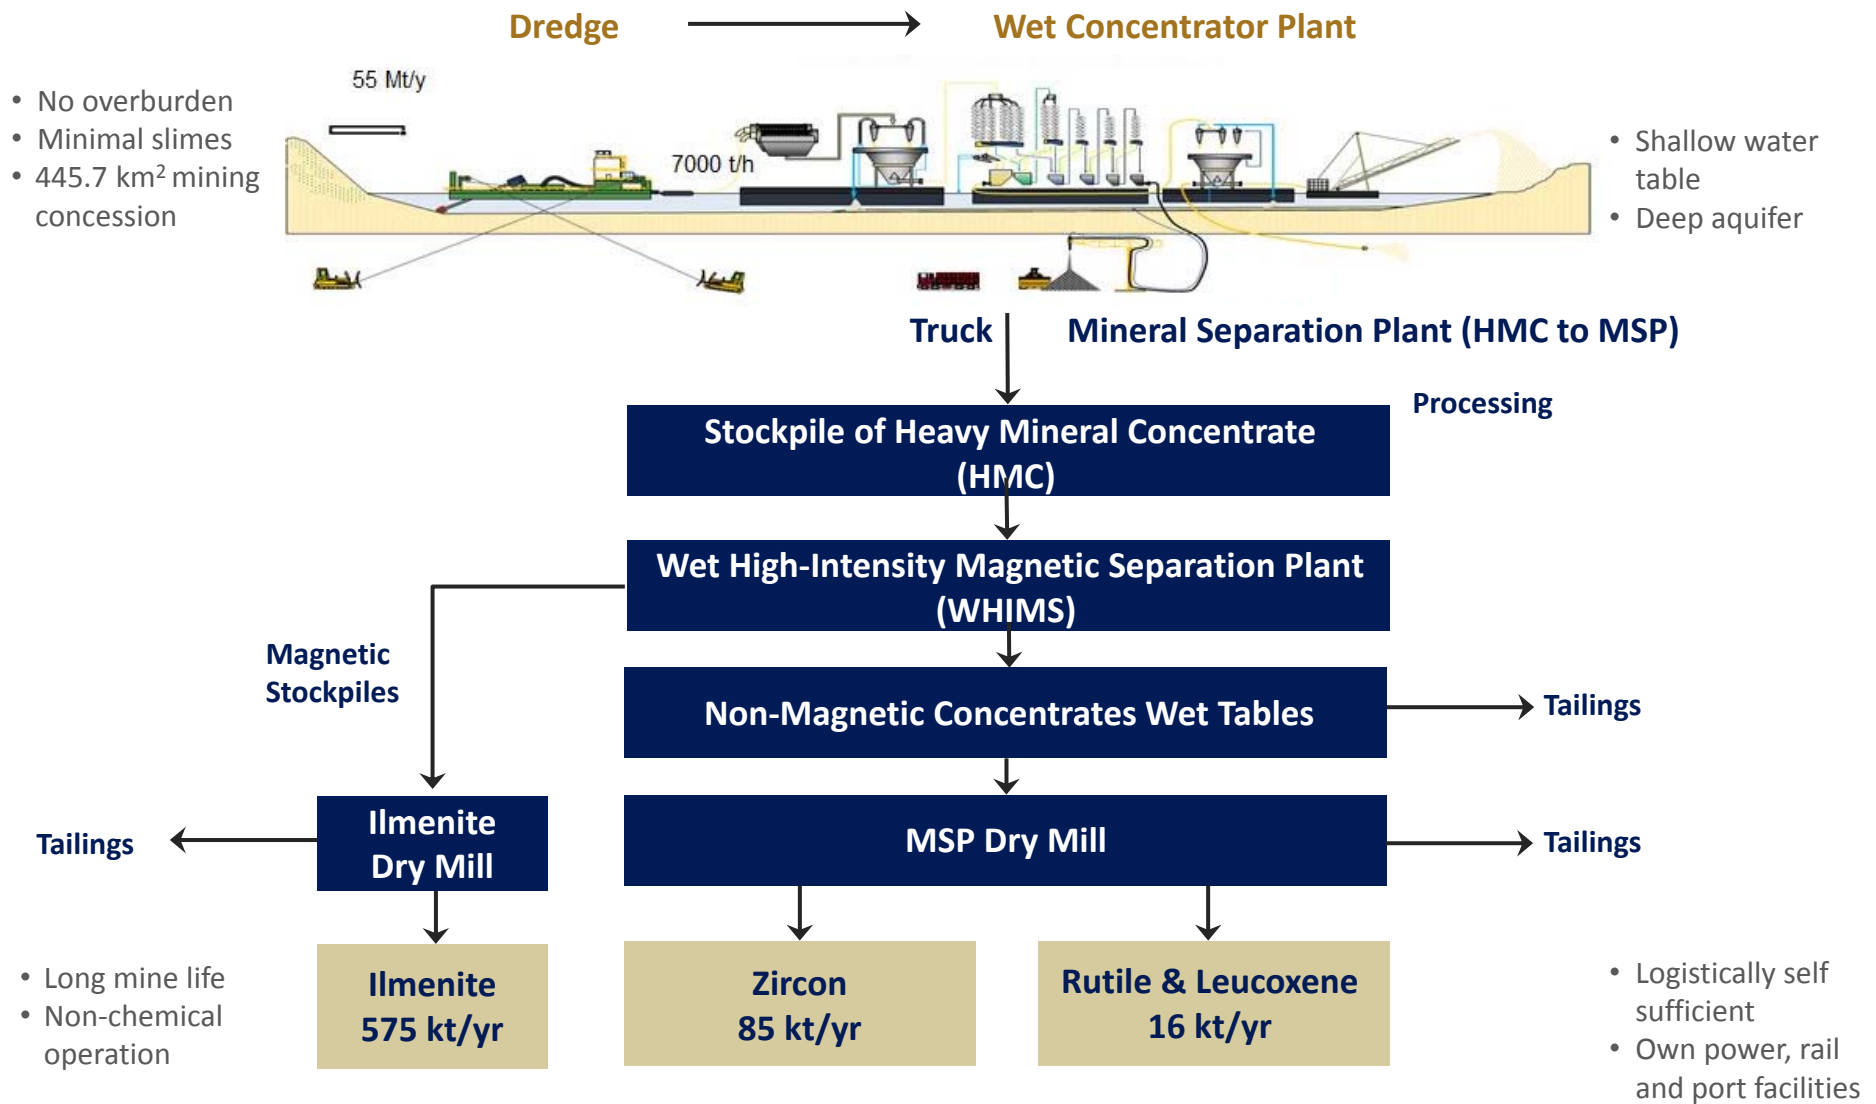 Dredge
Wet Concentrator Plant
55 Mt/y
• No overburden
• Minimal slimes
• 445.7 km² mining
concession
7000 t/h
• Shallow water
table
• Deep aquifer
Truck
Mineral Separation Plant (HMC to MSP)
Processing
Stockpile of Heavy Mineral Concentrate
(HMC)
Wet High-Intensity Magnetic Separation Plant
(WHIMS)
Magnetic
Stockpiles
Non-Magnetic Concentrates Wet Tables
Tailings
Tailings
Ilmenite
Dry Mill
MSP Dry Mill
Tailings
Ilmenite
575 kt/yr
Zircon
85 kt/yr
Rutile & Leucoxene
16 kt/yr
• Long mine life
• Non-chemical
operation
• Logistically self
sufficient
• Own power, rail
and port facilities